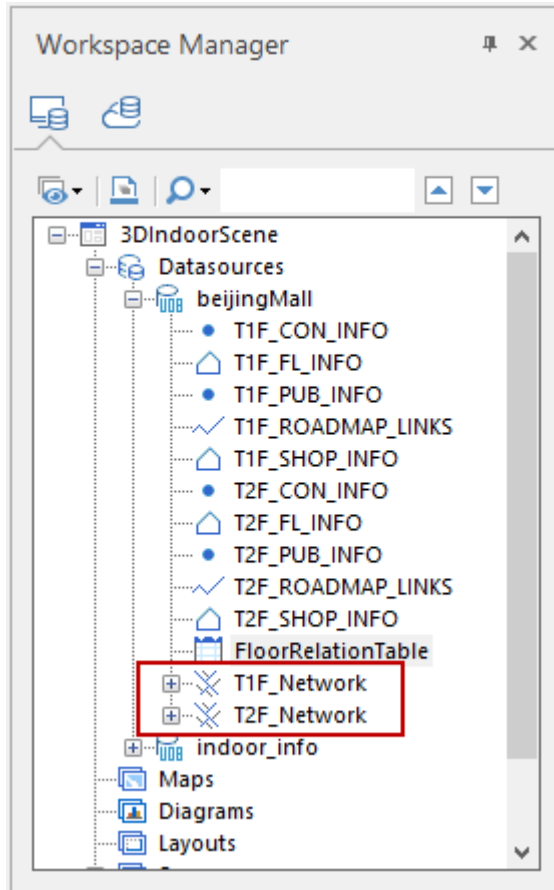 Workspace Manager
3DIndoorScene
Datasources
beijingMall
T1F_CON_INFO
T1F_FL_INFO
T1F_PUB_INFO
T1F_ROADMAP_LINKS
T1F_SHOP_INFO
T2F_CON_INFO
T2F_FL_INFO
T2F_PUB_INFO
T2F_ROADMAP_LINKS
T2F_SHOP_INFO
FloorRelationTable
T1F_Network
T2F_Network
indoor_info
Maps
Diagrams
Layouts